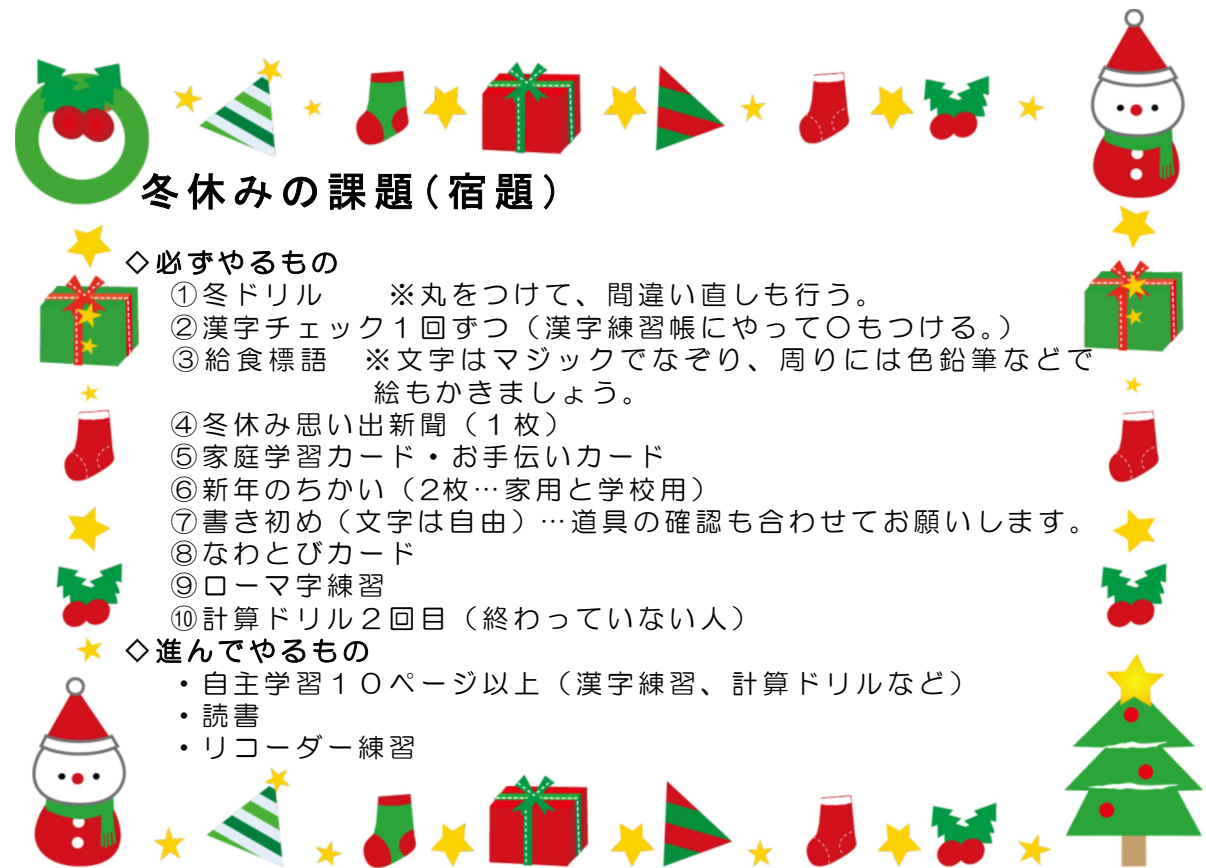 冬休みの課題(宿題)
◇必ずやるもの
①冬ドリル　　※丸をつけて、間違い直しも行う。
②漢字チェック１回ずつ（漢字練習帳にやって〇もつける。）
③給食標語　※文字はマジックでなぞり、周りには色鉛筆などで
絵もかきましょう。
④冬休み思い出新聞（１枚）
⑤家庭学習カード・お手伝いカード
⑥新年のちかい（2枚…家用と学校用）
⑦書き初め（文字は自由）…道具の確認も合わせてお願いします。
⑧なわとびカード
⑨ローマ字練習
⑩計算ドリル２回目（終わっていない人）
◇進んでやるもの
・自主学習１０ページ以上（漢字練習、計算ドリルなど）
・読書
・リコーダー練習